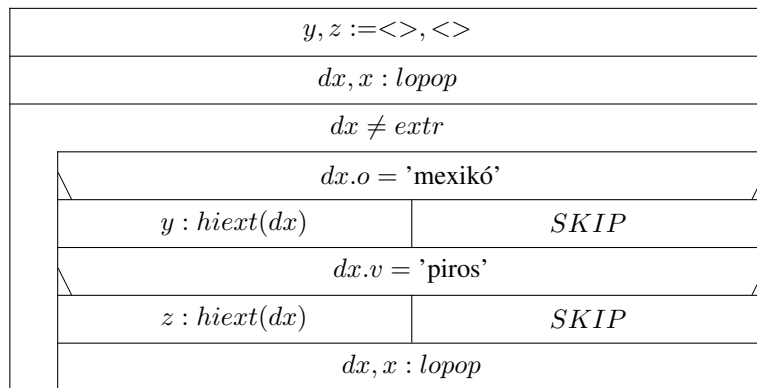 y, z :=<>, <>
dx, x : lopop
dx ≠ extr
dx.o = ’mexikó’
y : hiext(dx) SKIP
dx.v = ’piros’
z : hiext(dx) SKIP
dx, x : lopop